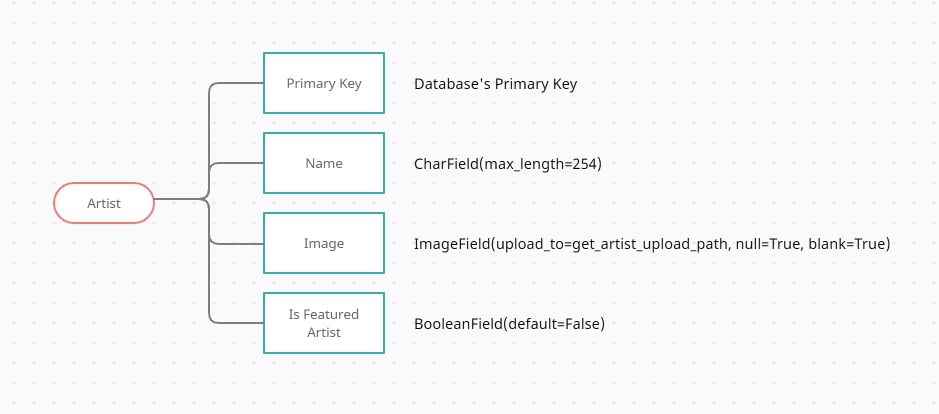 Primary Key
Database's Primary Key
Name
CharField(max_length=254)
Artist
Image
ImageField(upload_to=get_artist_upload_path, null=True, blank=True)
Is Featured
Artist
BooleanField(default=False)